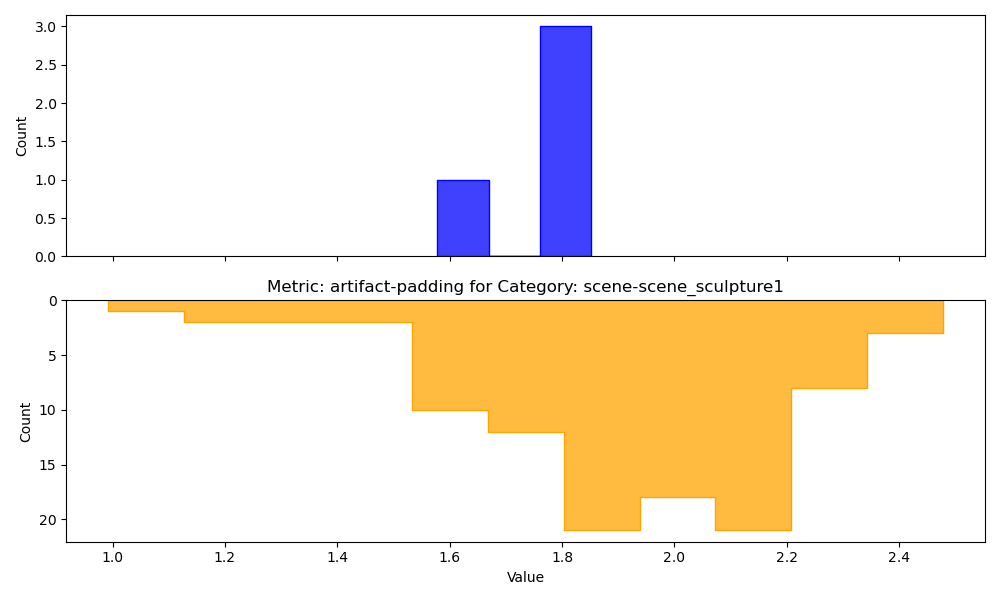 3.0
2.5
2.0
1.5
1.0
0.5
0.0
Count
Metric: artifact-padding for Category: scene-scene_sculpture1
0
5
10
15
20
Count
1.0 1.2 1.4 1.6 1.8 2.0 2.2 2.4
Value